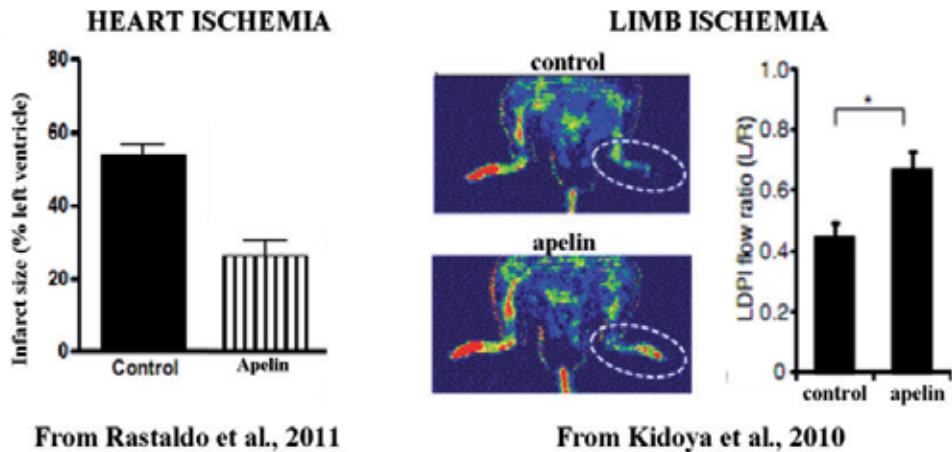 HEART ISCHEMIA
Infarct size (% left ventricle)
80
60
40
20
0
Control
Apelin
From Rastaldo et al., 2011
LIMB ISCHEMIA
control
apelin
LDPI flow ratio (L/R)
1.0
0.8
0.6
0.4
0.2
0
*
control
apelin
From Kidoya et al., 2010